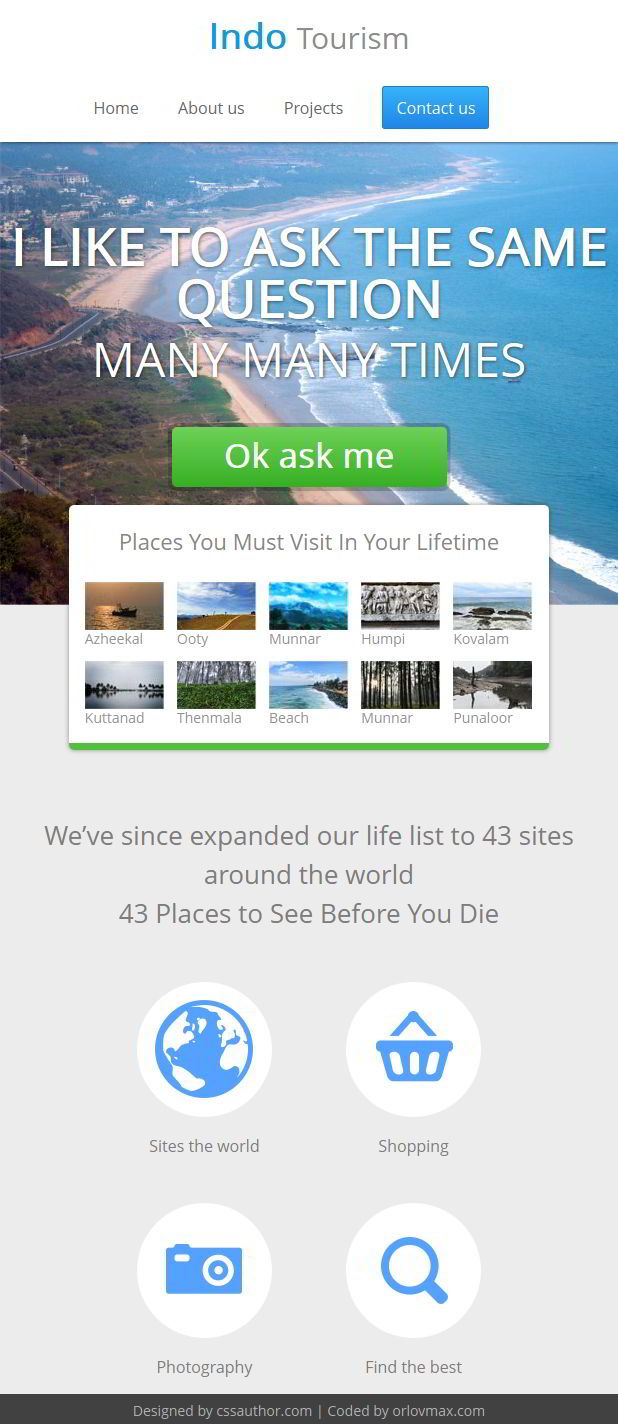 Indo Tourism
Home About us Projects Contact us
I LIKE TO ASK THE SAME
QUESTION
MANY MANY TIMES
Ok ask me
Places You Must Visit In Your Lifetime
Azheekal Ooty Munnar Humpi Kovalam
Kuttanad Thenmala Beach Munnar Punaloor
We’ve since expanded our life list to 43 sites
around the world
43 Places to See Before You Die
Sites the world Shopping
Photography Find the best
Designed by cssauthor.com | Coded by orlovmax.com